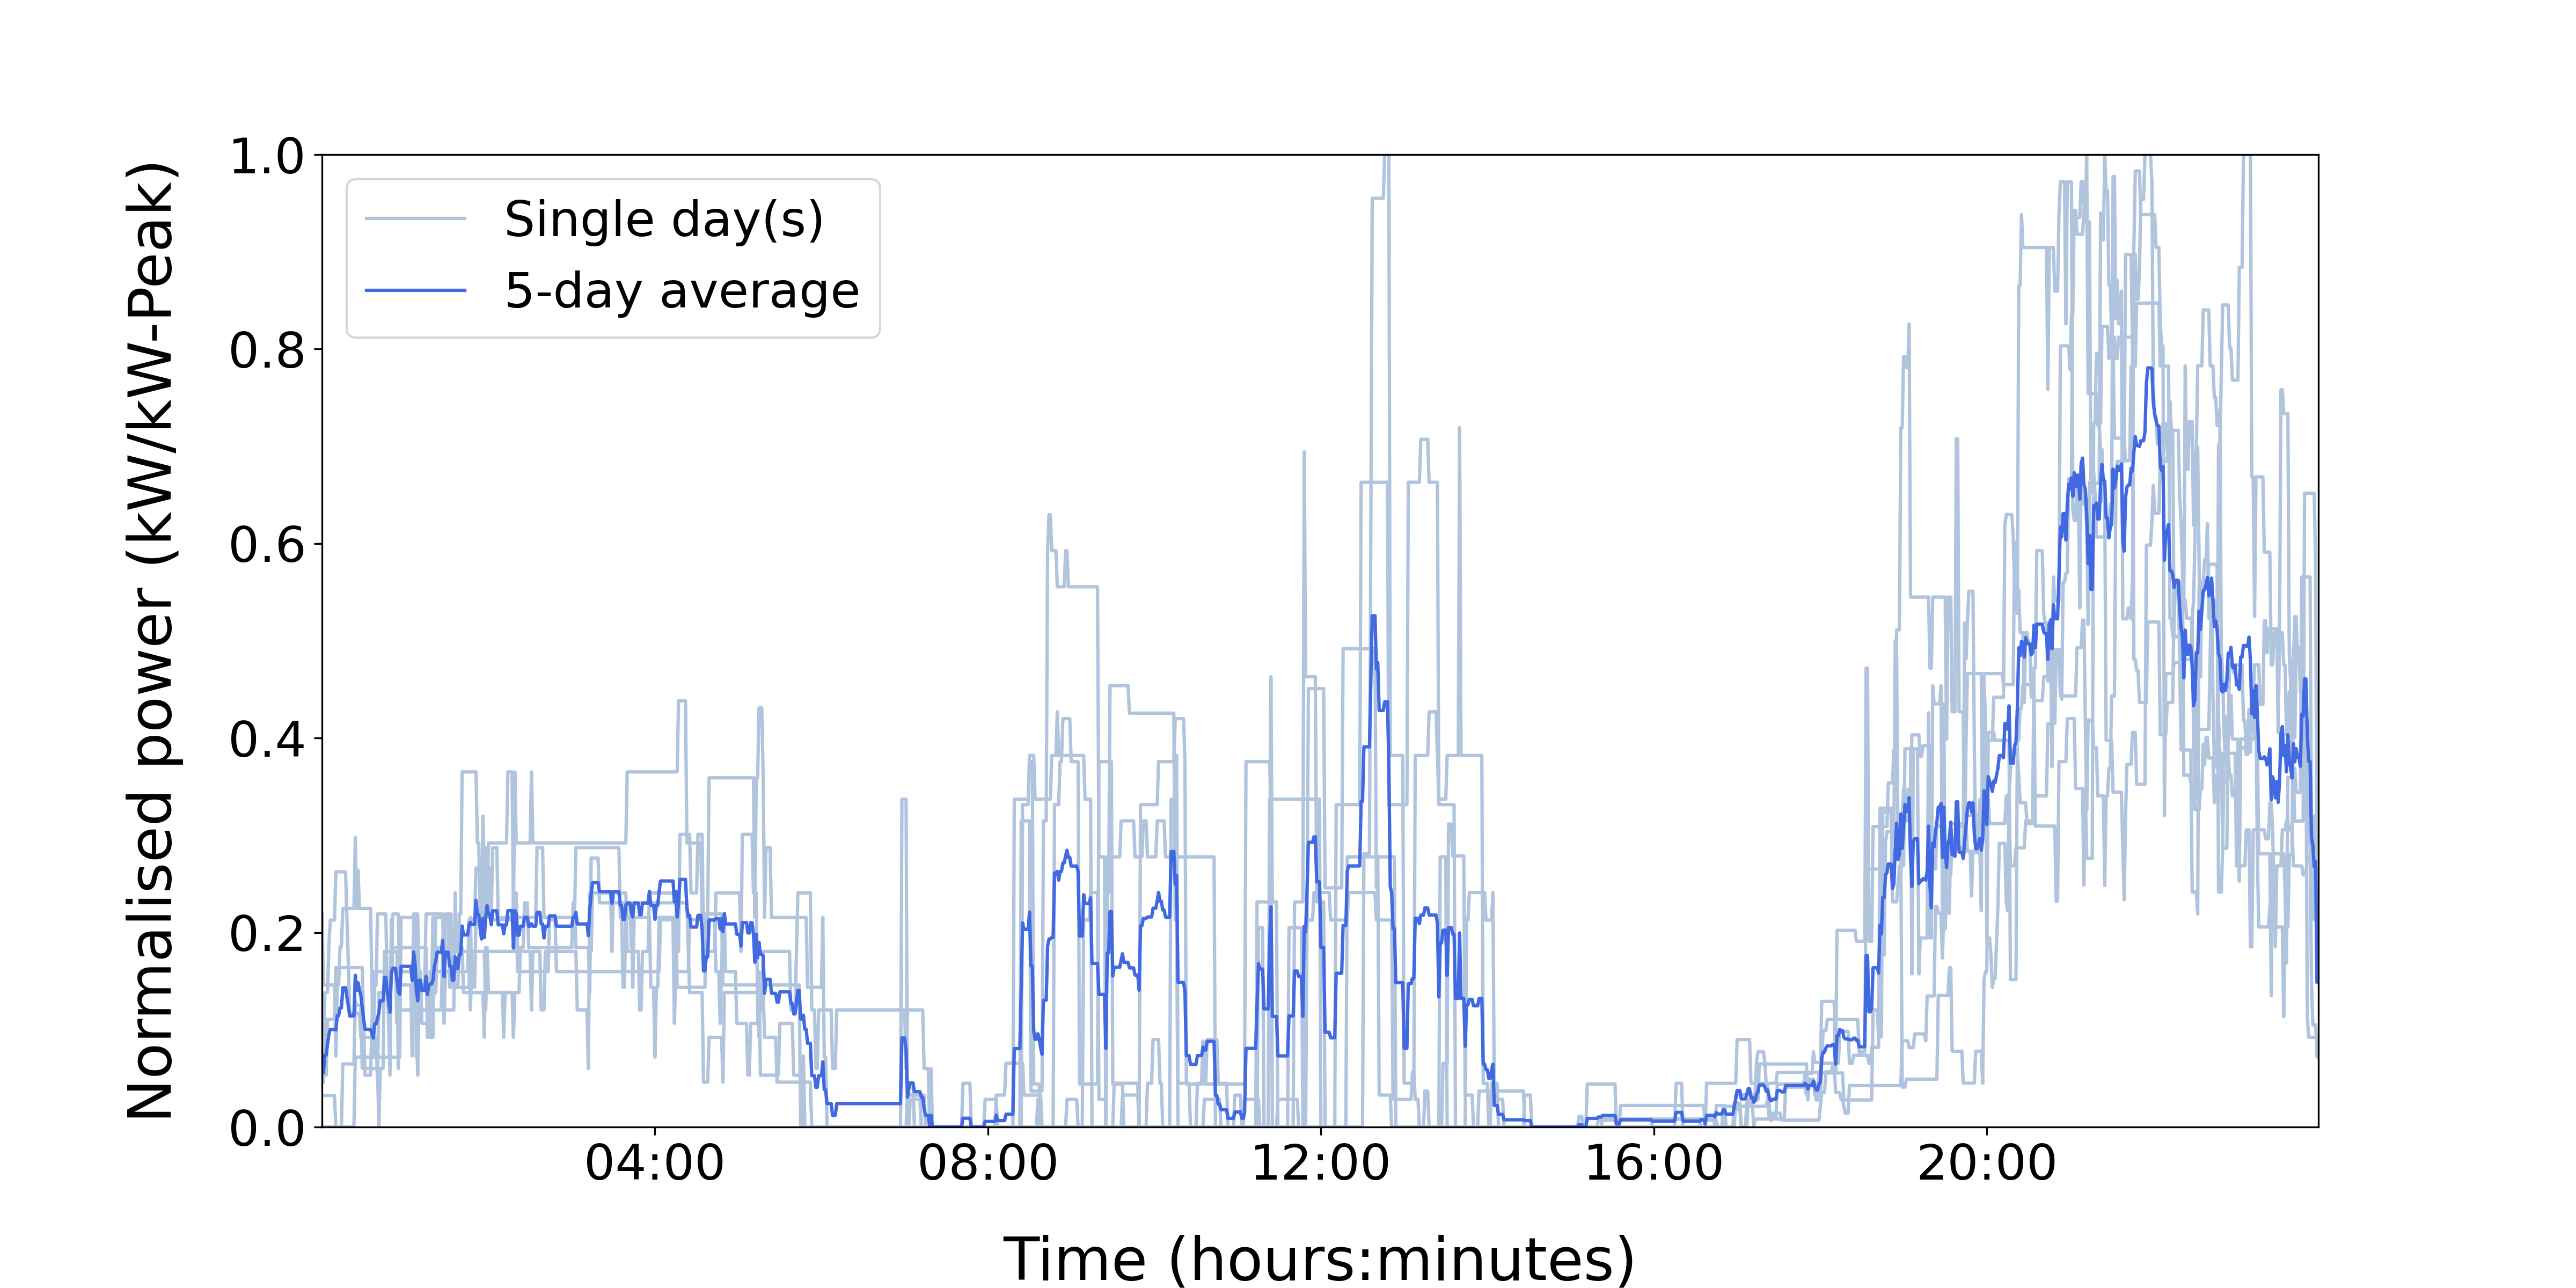 Normalised power (kW/kW-Peak)
1.0
0.8
0.6
0.4
0.2
0.0
Single day(s)
5-day average
04:00 08:00 12:00 16:00 20:00
Time (hours:minutes)